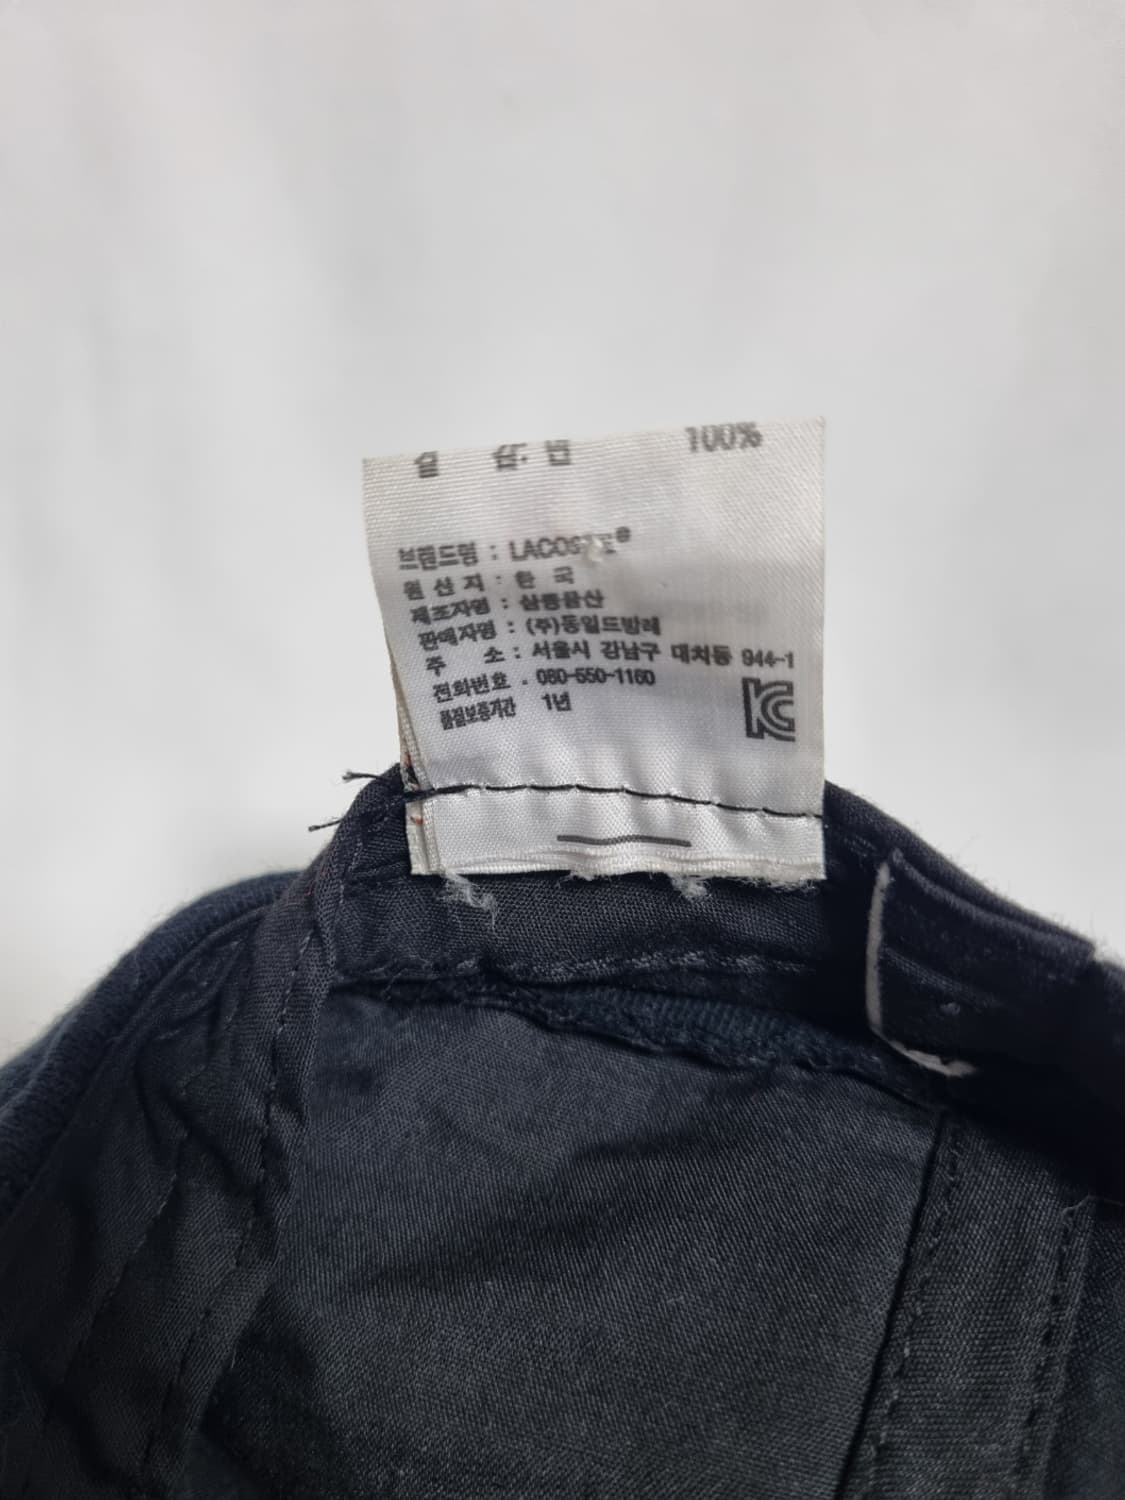 100%
브랜드명 : LACOSTE®
원 산 지 : 한 국
제조자명 : 삼릉물산
판매자명 : (주)동일드방레
주 소 : 서울시 강남구 대치동 944-1
전화번호 . 080-550-1160
품질보증기간 1년
KC